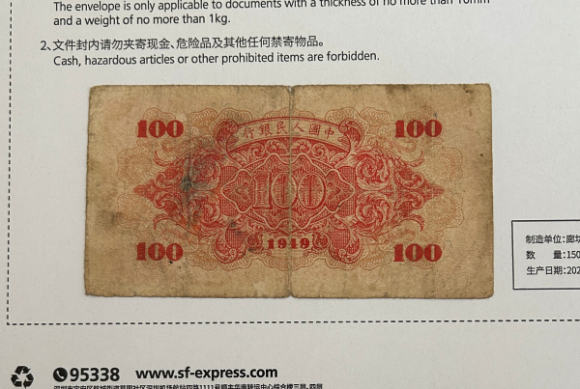 The envelope is only applicable to documents with a thickness of no more than 10mm
and a weight of no more than 1kg.
2、文件封内请勿夹寄现金、危险品及其他任何禁寄物品。
Cash, hazardous articles or other prohibited items are forbidden.
100 100
行銀民人國中
100
1949
100 100
制造单位:廊坊
数 量:150
生产日期:202
95338 www.sf-express.com